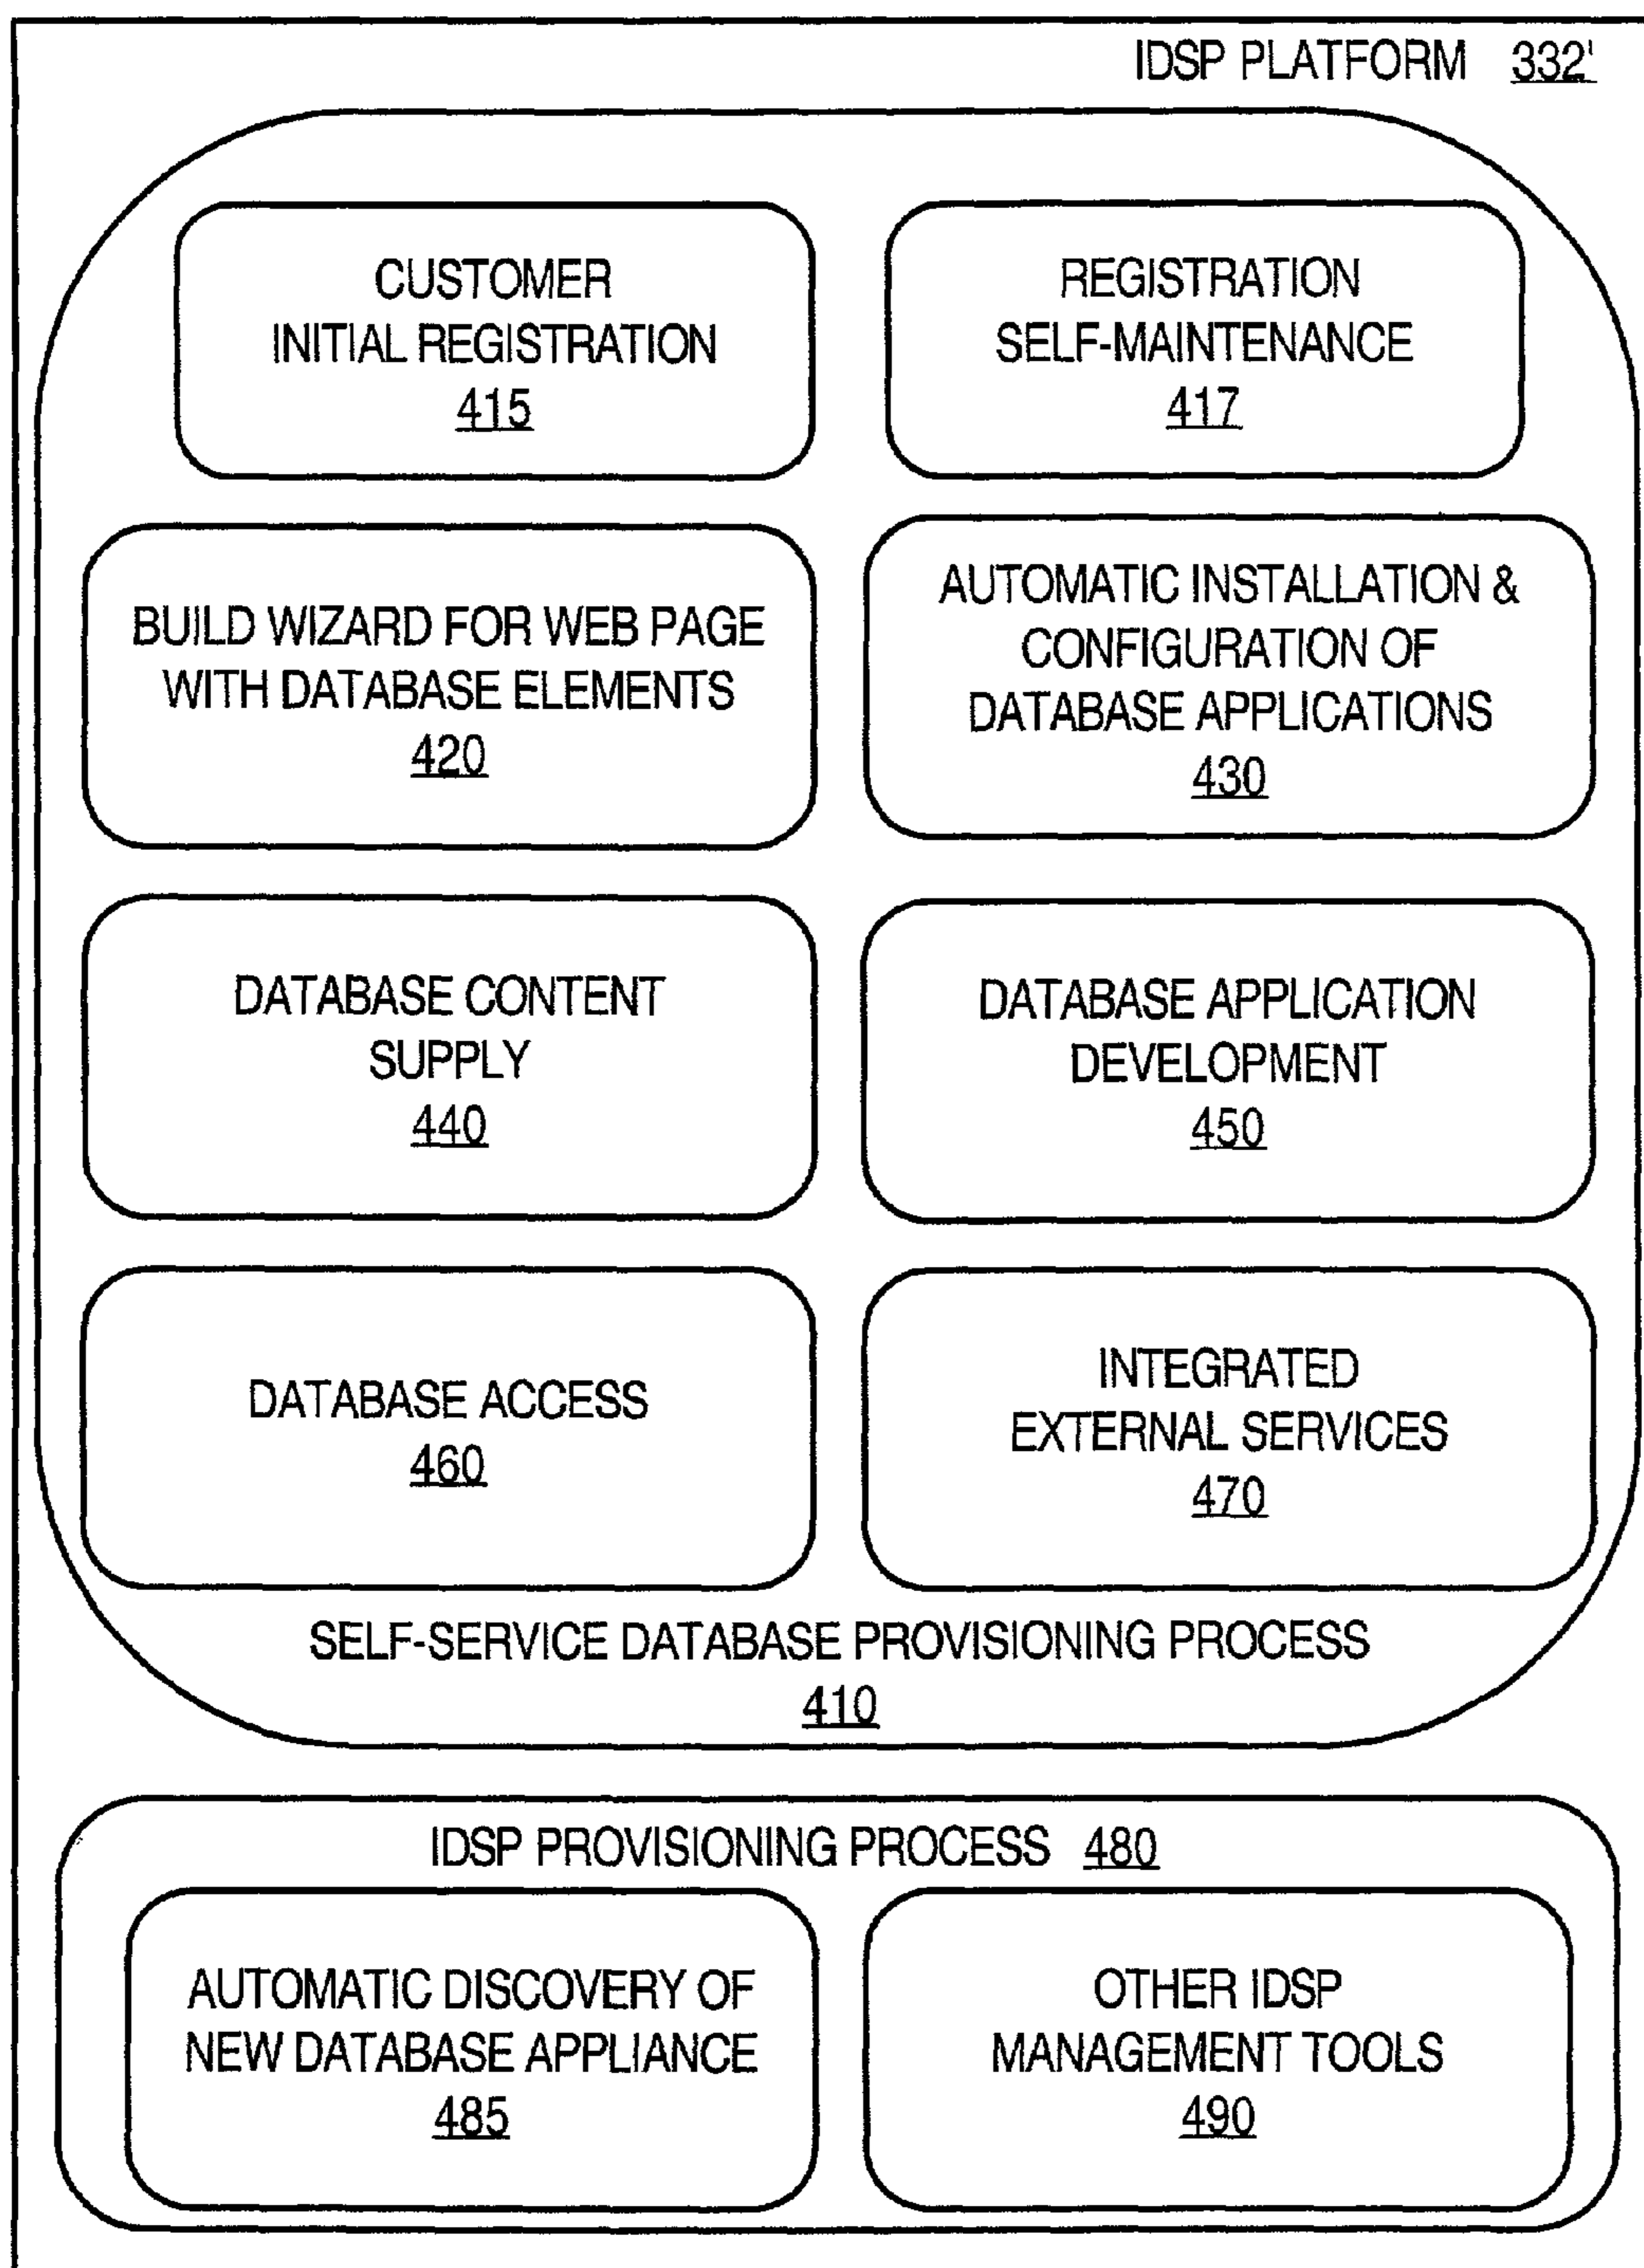 IDSP PLATFORM 332'
CUSTOMER
INITIAL REGISTRATION
415
REGISTRATION
SELF-MAINTENANCE
417
BUILD WIZARD FOR WEB PAGE
WITH DATABASE ELEMENTS
420
AUTOMATIC INSTALLATION &
CONFIGURATION OF
DATABASE APPLICATIONS
430
DATABASE CONTENT
SUPPLY
440
DATABASE APPLICATION
DEVELOPMENT
450
DATABASE ACCESS
460
INTEGRATED
EXTERNAL SERVICES
470
SELF-SERVICE DATABASE PROVISIONING PROCESS
410
IDSP PROVISIONING PROCESS 480
AUTOMATIC DISCOVERY OF
NEW DATABASE APPLIANCE
485
OTHER IDSP
MANAGEMENT TOOLS
490